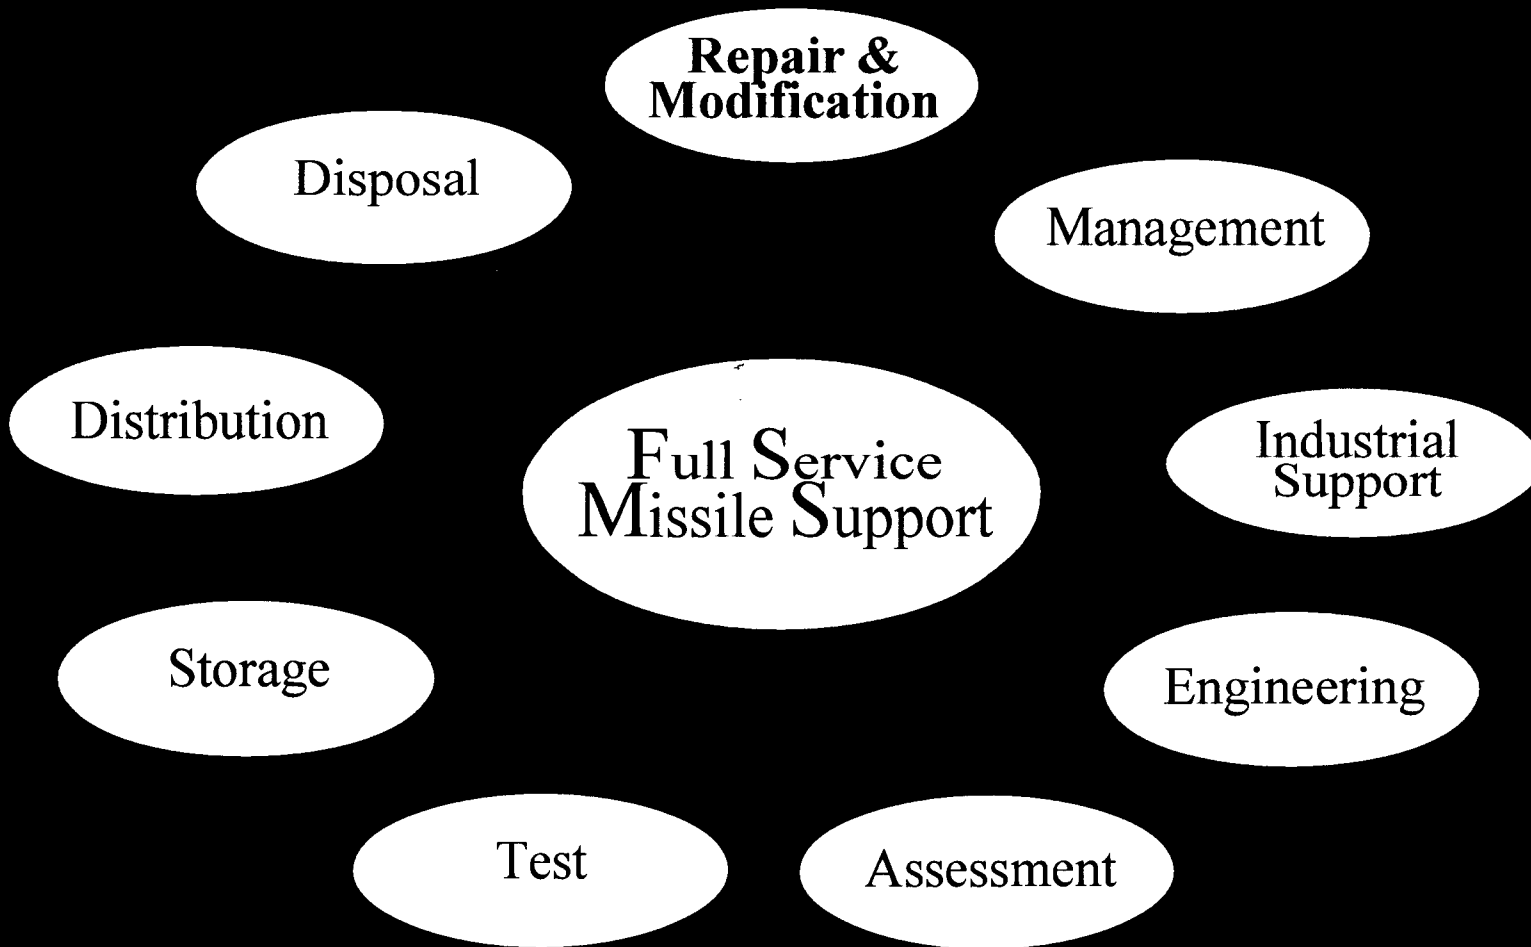 Repair &
Modification
Disposal
Management
Distribution
Full Service
Missile Support
Industrial
Support
Storage
Engineering
Test
Assessment